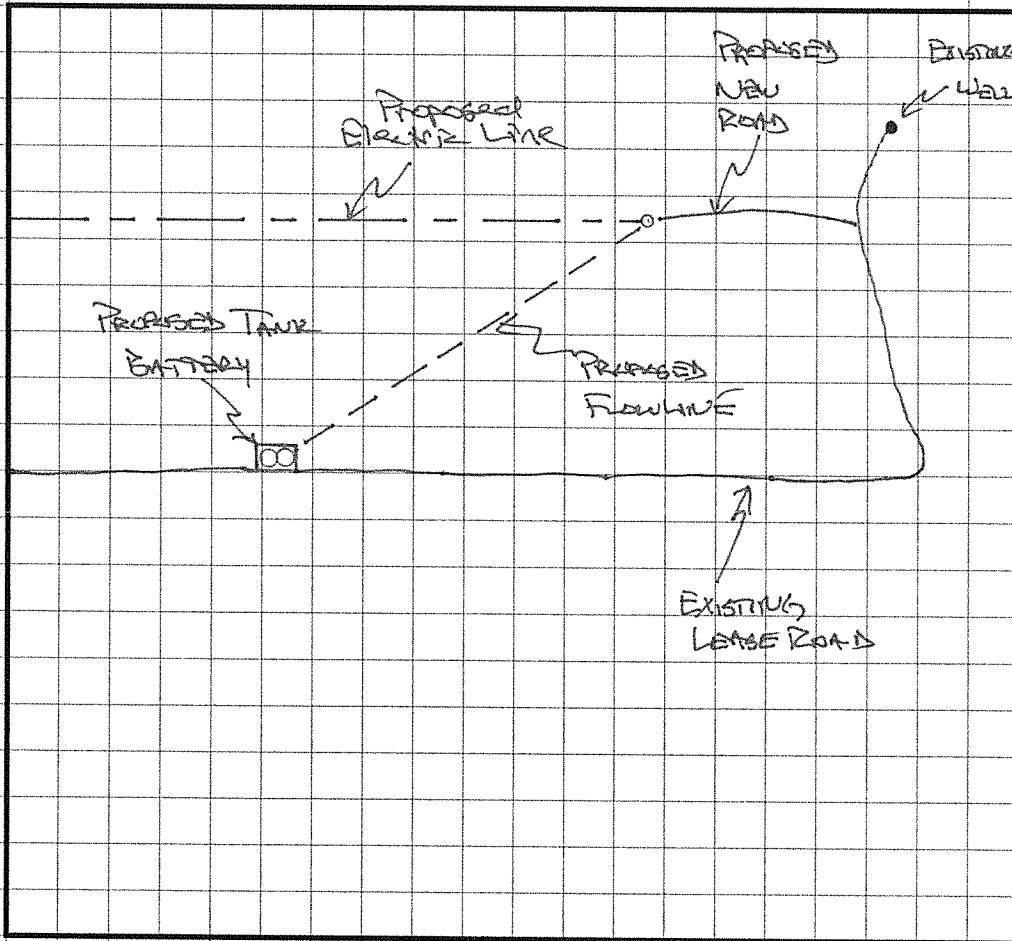 PROPOSED
NEW
ROAD
EXISTING
WELL
Proposed
Electric Line
PROPOSED TANK
BATTERY
PROPOSED
FLOWLINE
EXISTING
LEASE ROAD